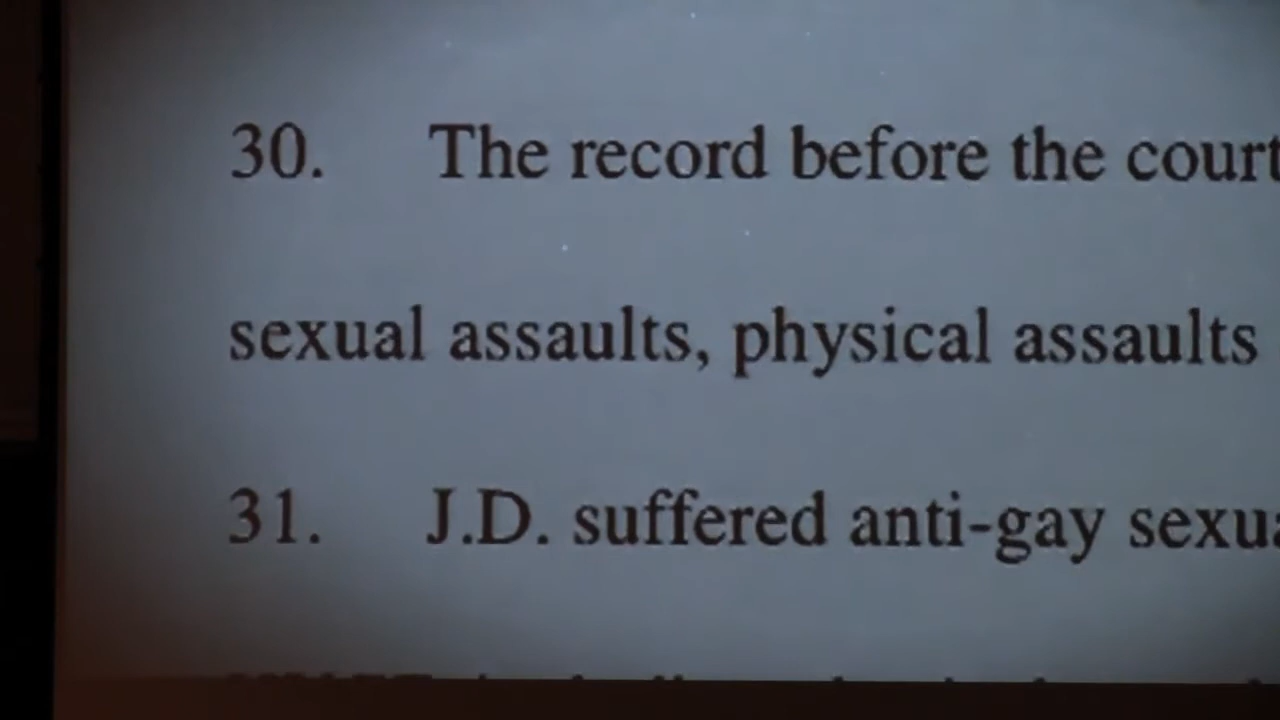 30. The record before the court
sexual assaults, physical assaults
31. J.D. suffered anti-gay